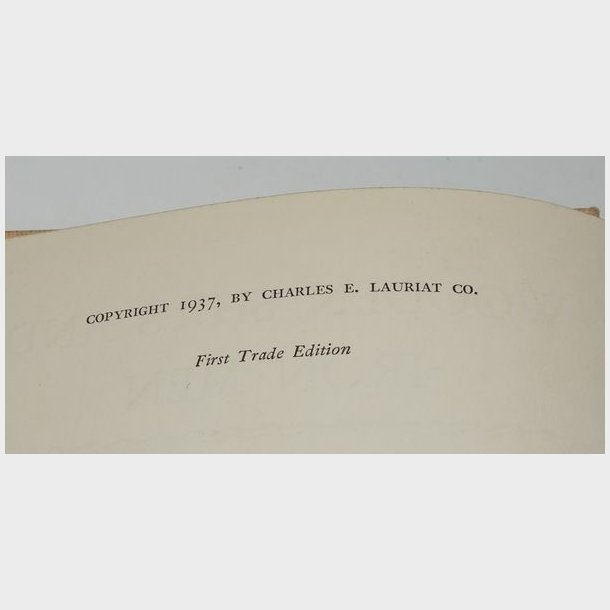 COPYRIGHT 1937, BY CHARLES E. LAURIAT CO.
First Trade Edition